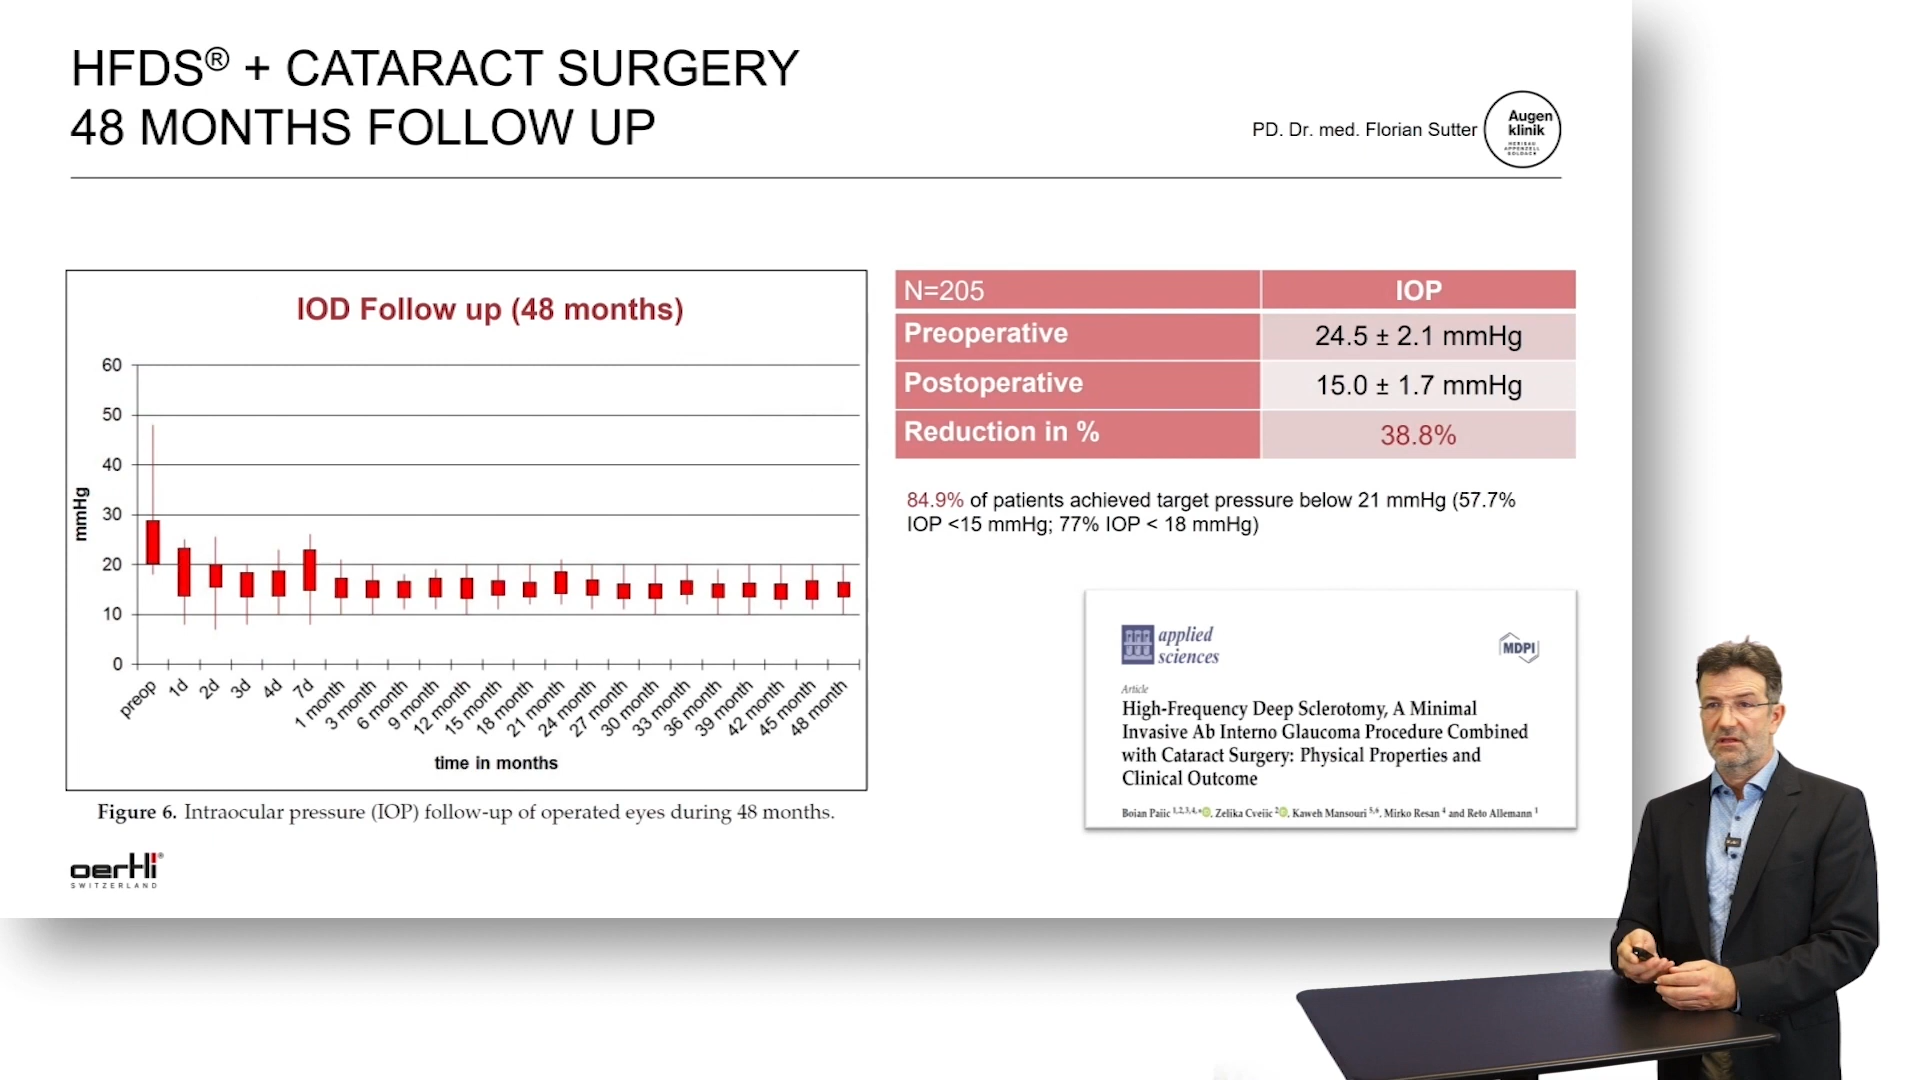 HFDS® + CATARACT SURGERY
48 MONTHS FOLLOW UP
PD. Dr. med. Florian Sutter
Augen
klinik
HERISAU
APPENZELL
GOLDACH
IOD Follow up (48 months)
mmHg
60
50
40
30
20
10
0
preop
1d
2d
3d
4d
7d
1 month
3 month
6 month
9 month
12 month
15 month
18 month
21 month
24 month
27 month
30 month
33 month
36 month
39 month
42 month
45 month
48 month
time in months
Figure 6. Intraocular pressure (IOP) follow-up of operated eyes during 48 months.
N=205 IOP
Preoperative 24.5 ± 2.1 mmHg
Postoperative 15.0 ± 1.7 mmHg
Reduction in % 38.8%
84.9% of patients achieved target pressure below 21 mmHg (57.7%
IOP <15 mmHg; 77% IOP < 18 mmHg)
applied
sciences
MDPI
Article
High-Frequency Deep Sclerotomy, A Minimal
Invasive Ab Interno Glaucoma Procedure Combined
with Cataract Surgery: Physical Properties and
Clinical Outcome
Bojan Pajic 1,2,3,4,*, Zeljka Cvejic 2, Kaweh Mansouri 5,6, Mirko Resan 4 and Reto Allemann 1
oertli®
SWITZERLAND